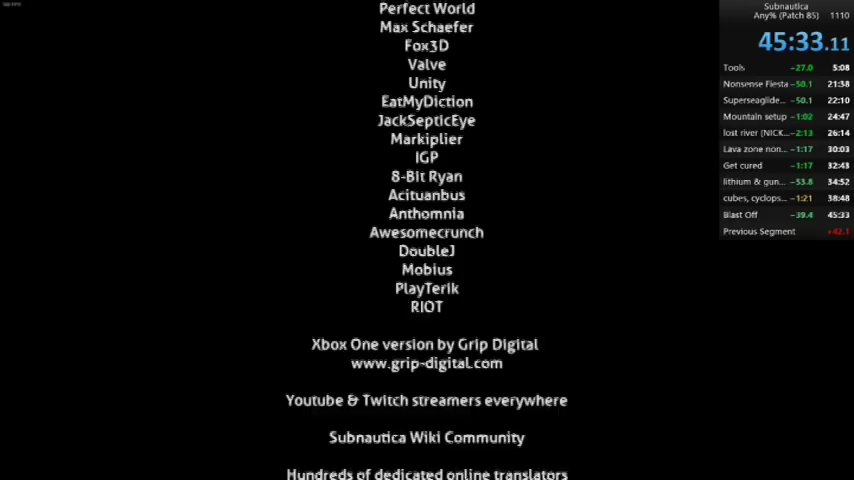 Perfect World
Max Schaefer
Fox3D
Valve
Unity
EatMyDiction
JackSepticEye
Markiplier
IGP
8-Bit Ryan
Acituanbus
Anthomnia
Awesomecrunch
DoubleJ
Mobius
PlayTerik
RIOT
Xbox One version by Grip Digital
www.grip-digital.com
Youtube & Twitch streamers everywhere
Subnautica Wiki Community
Hundreds of dedicated online translators
Subnautica
Any% (Patch 85) 1110
45:33.11
Tools -27.0 5:08
Nonsense Fiesta -50.1 21:38
Superseaglide... -50.1 22:10
Mountain setup -1:02 24:47
lost river (NICK... -2:13 26:14
Lava zone non... -1:17 30:03
Get cured -1:17 32:43
lithium & gun... -53.8 34:52
cubes, cyclops... -1:21 38:48
Blast Off -39.4 45:33
Previous Segment +42.1